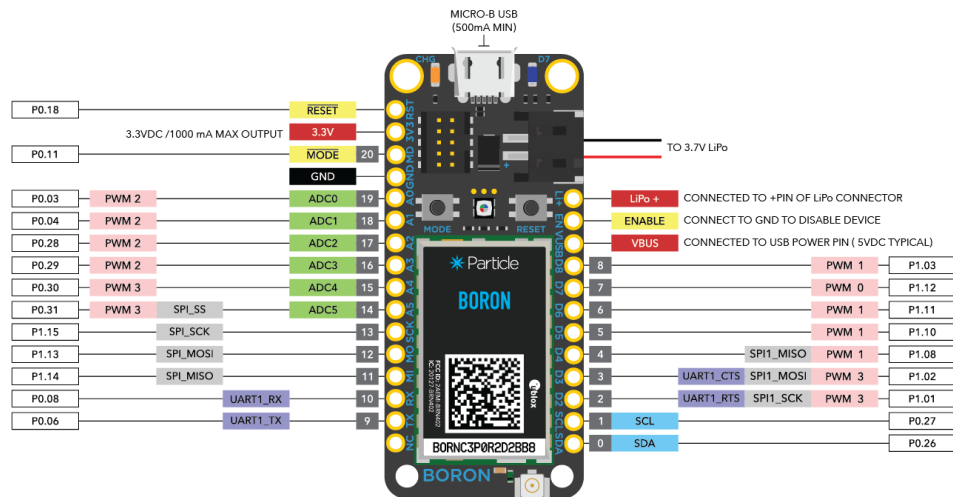 MICRO-B USB
(500mA MIN)
CHG
D7
P0.18 RESET RST
3.3VDC /1000 mA MAX OUTPUT 3.3V 3V3
P0.11 MODE 20 MD
GND GND
TO 3.7V LiPo
+
P0.03 PWM 2 ADC0 19 A0
P0.04 PWM 2 ADC1 18 A1
P0.28 PWM 2 ADC2 17 A2
P0.29 PWM 2 ADC3 16 A3
P0.30 PWM 3 ADC4 15 A4
P0.31 PWM 3 SPI_SS ADC5 14 A5
P1.15 SPI_SCK 13 SCK
P1.13 SPI_MOSI 12 MO
P1.14 SPI_MISO 11 MI
P0.08 UART1_RX 10 RX
P0.06 UART1_TX 9 TX
NC
MODE
RESET
Particle
BORON
FCC ID: 2AEMI-BRN402
IC: 20127-BRN402
ublox
BORNC3P0R2D2BB8
BORON
LI+ LiPo + CONNECTED TO +PIN OF LiPo CONNECTOR
EN ENABLE CONNECT TO GND TO DISABLE DEVICE
VUSB VBUS CONNECTED TO USB POWER PIN ( 5VDC TYPICAL)
D8 8 PWM 1 P1.03
D7 7 PWM 0 P1.12
D6 6 PWM 1 P1.11
D5 5 PWM 1 P1.10
D4 4 SPI1_MISO PWM 1 P1.08
D3 3 UART1_CTS SPI1_MOSI PWM 3 P1.02
D2 2 UART1_RTS SPI1_SCK PWM 3 P1.01
SCL 1 SCL P0.27
SDA 0 SDA P0.26